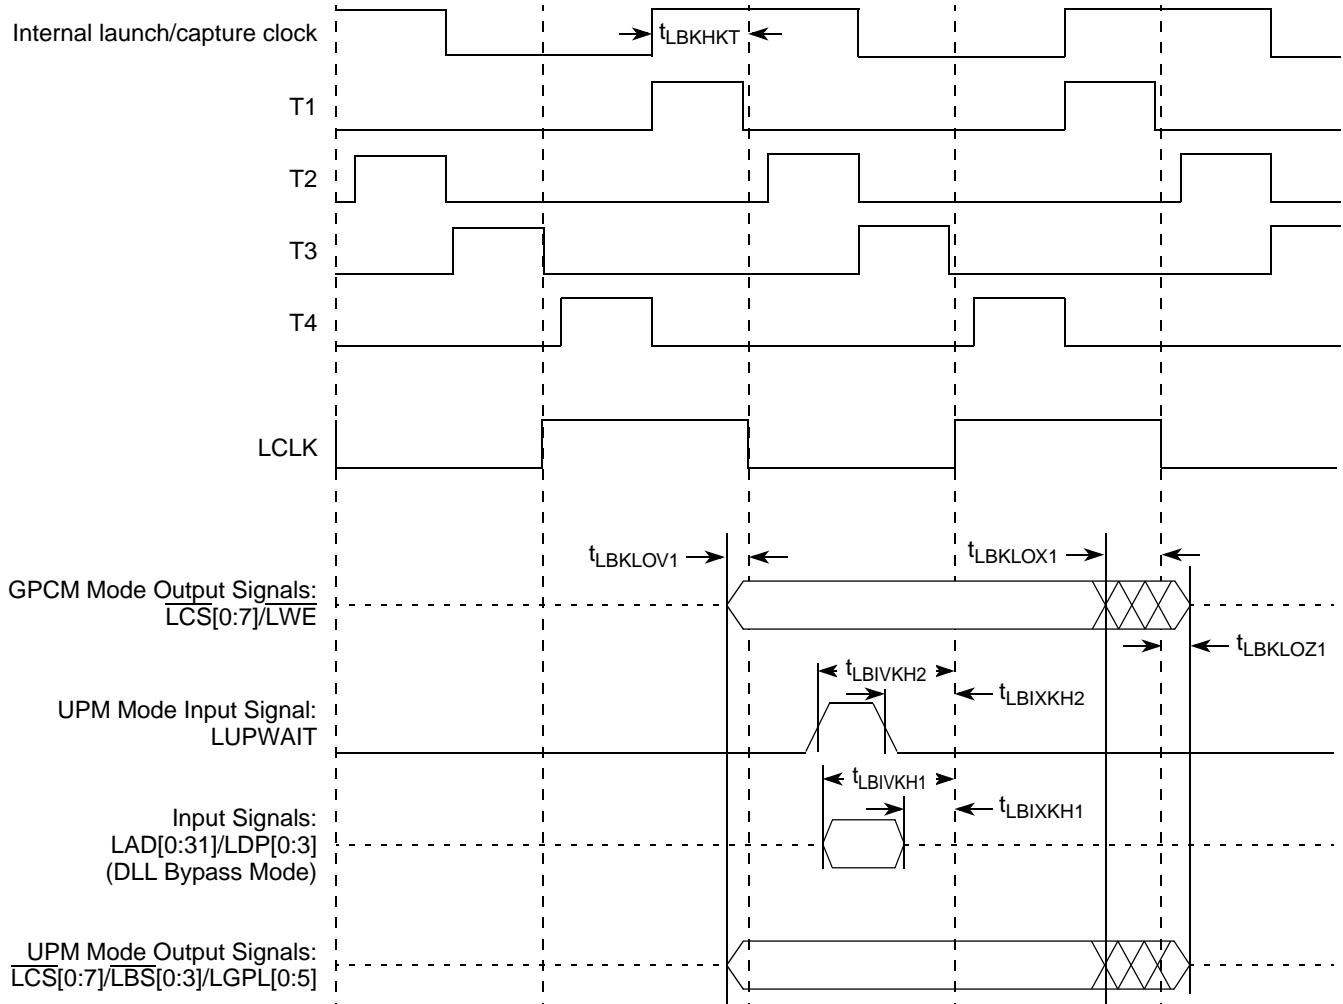 Internal launch/capture clock
tLBKHKT
T1
T2
T3
T4
LCLK
tLBKLOV1
tLBKLOX1
GPCM Mode Output Signals:
LCS[0:7]/LWE
tLBKLOZ1
tLBIVKH2
tLBIXKH2
UPM Mode Input Signal:
LUPWAIT
tLBIVKH1
tLBIXKH1
Input Signals:
LAD[0:31]/LDP[0:3]
(DLL Bypass Mode)
UPM Mode Output Signals:
LCS[0:7]/LBS[0:3]/LGPL[0:5]